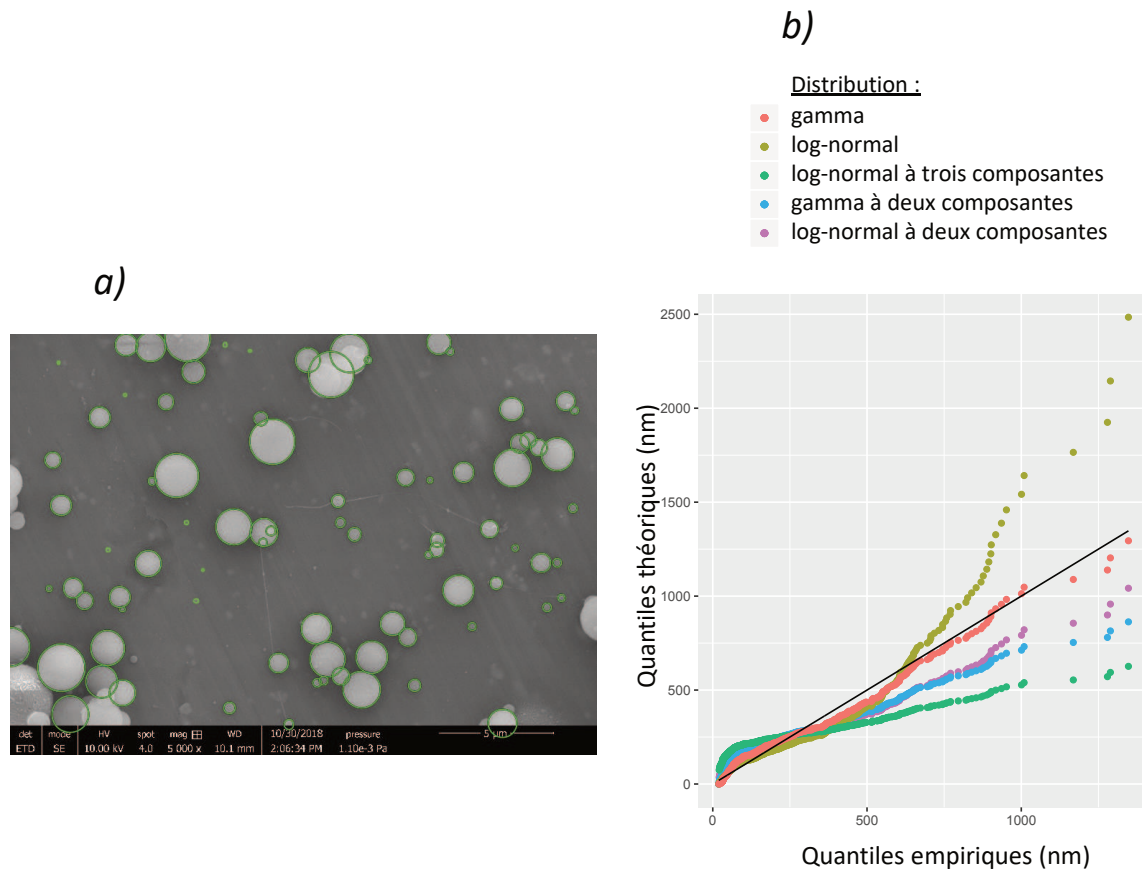 b)
Distribution :
gamma
log-normal
log-normal à trois composantes
gamma à deux composantes
log-normal à deux composantes
a)
det mode HV spot mag WD 10/30/2018 pressure
ETD SE 10.00 kV 4.0 5 000 x 10.1 mm 2:06:34 PM 1.10e-3 Pa
5 µm
Quantiles théoriques (nm)
2500
2000
1500
1000
500
0
0 500 1000
Quantiles empiriques (nm)